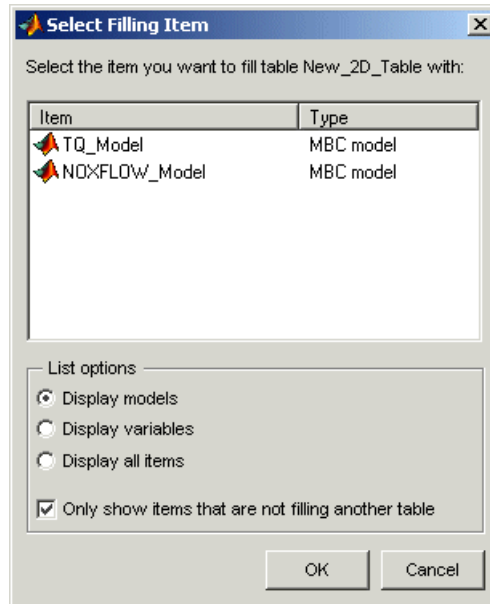 Select Filling Item
Select the item you want to fill table New_2D_Table with:
Item Type
TQ_Model MBC model
NOXFLOW_Model MBC model
List options
Display models
Display variables
Display all items
Only show items that are not filling another table
OK Cancel